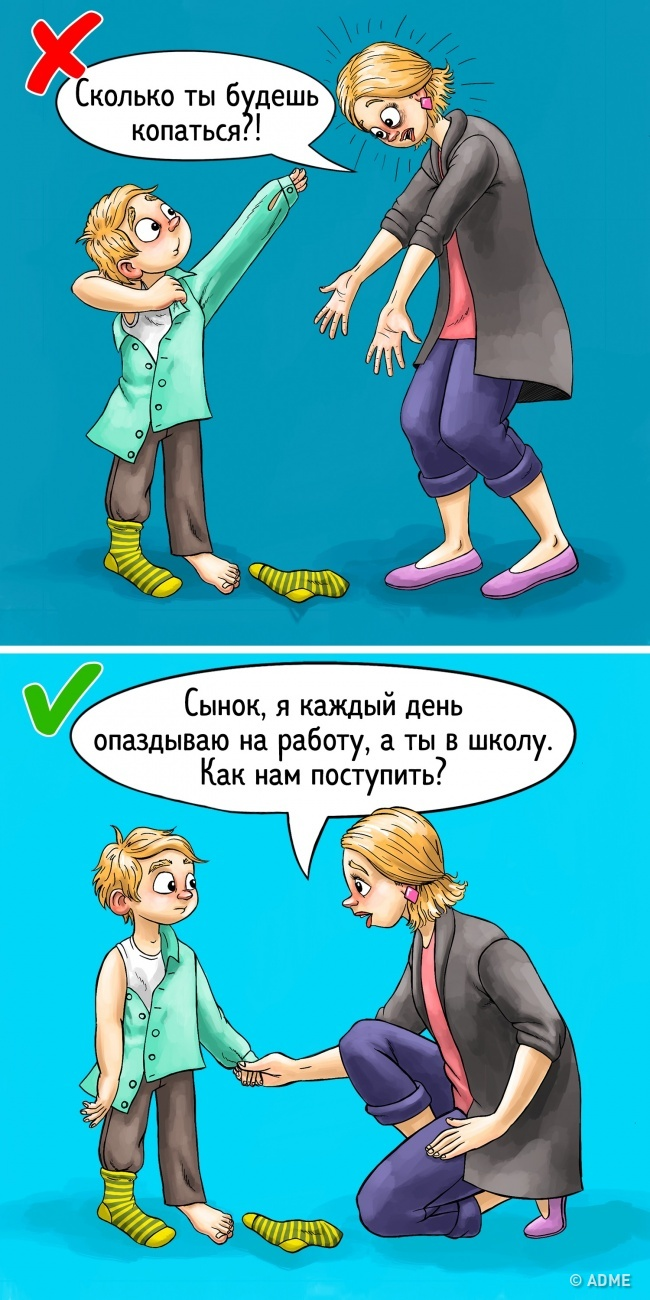 Сколько ты будешь
копаться?!
Сынок, я каждый день
опаздываю на работу, а ты в школу.
Как нам поступить?
© ADME